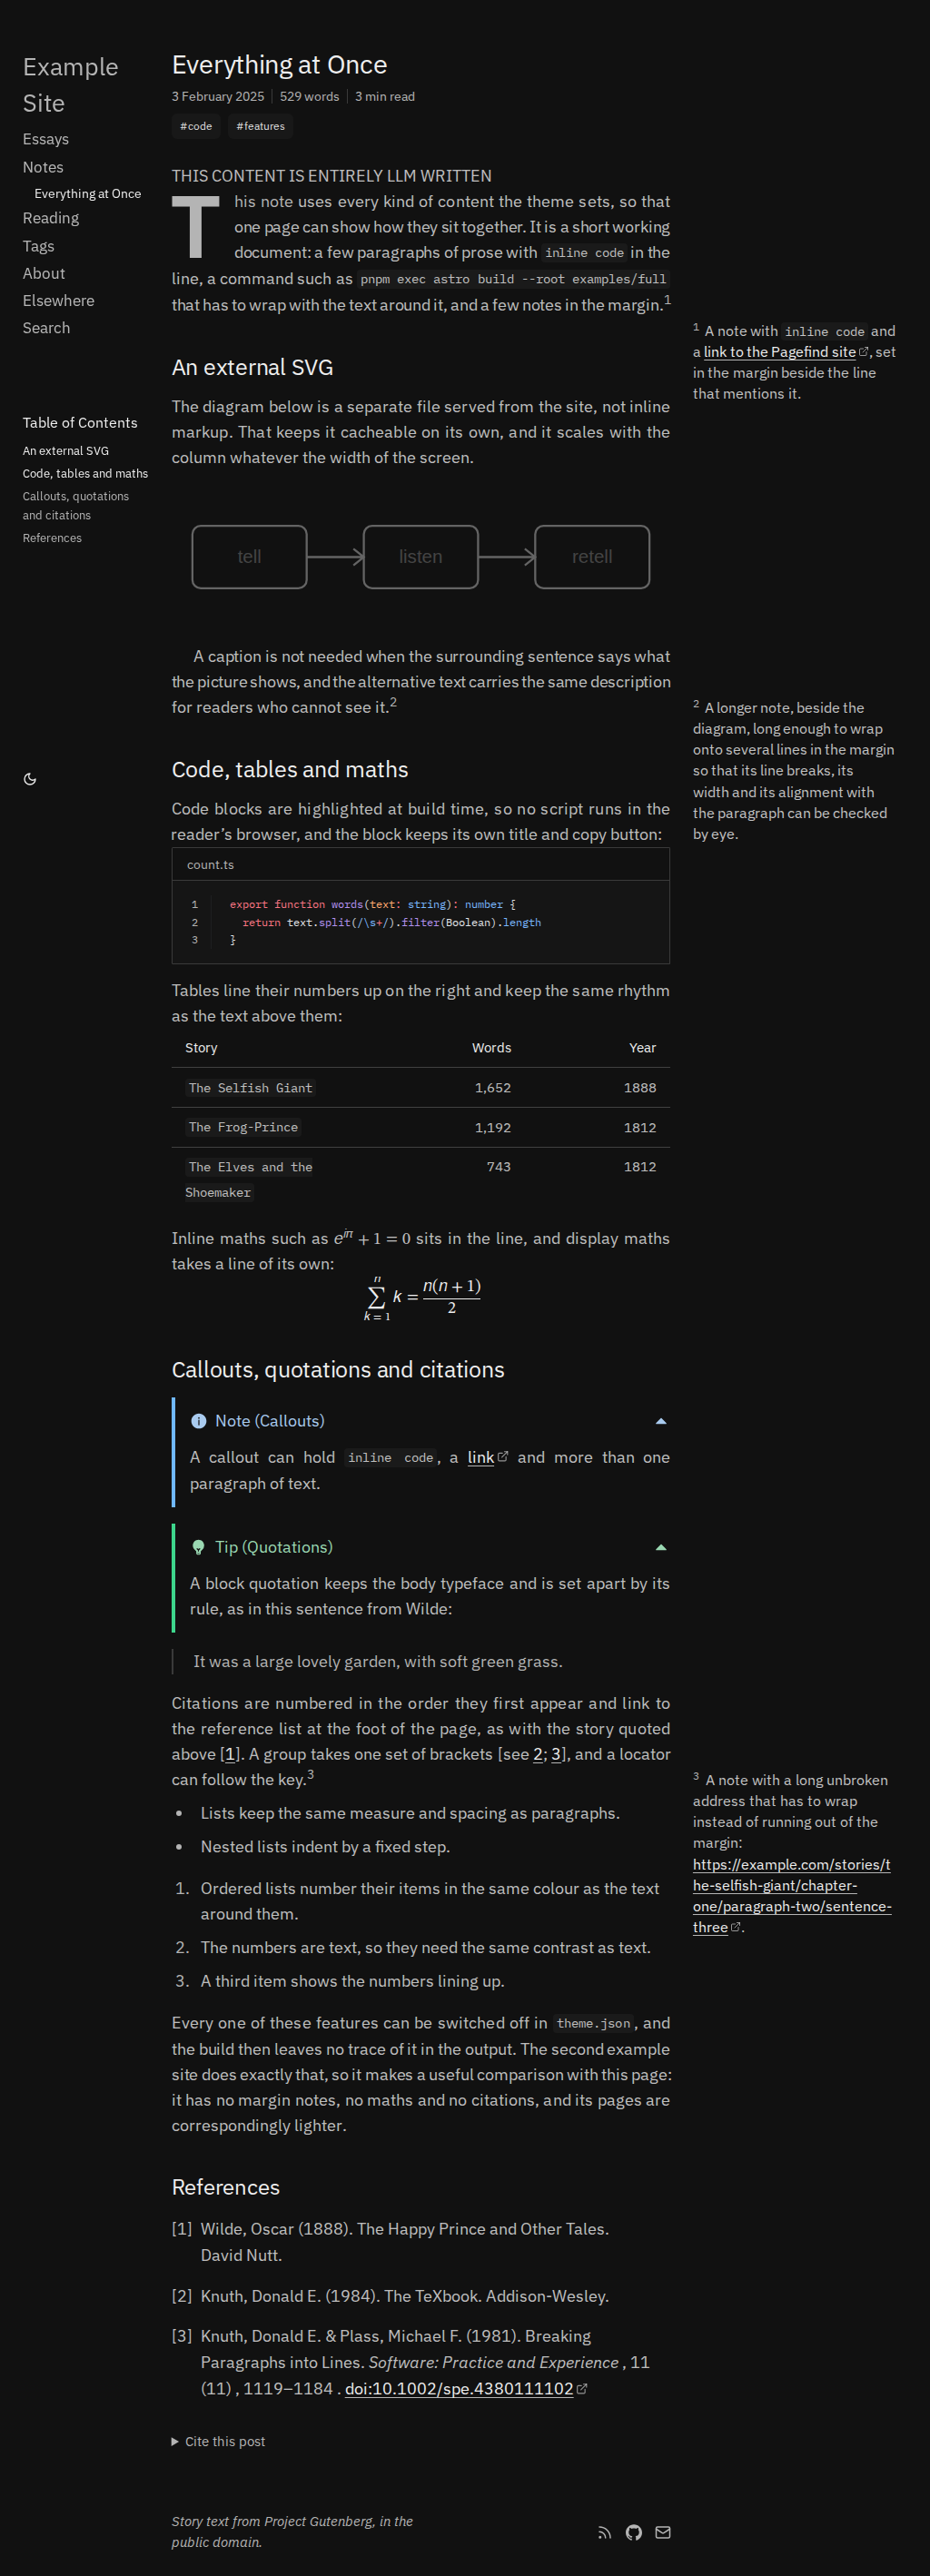 Example
Site
Essays
Notes
Everything at Once
Reading
Tags
About
Elsewhere
Search
Table of Contents
An external SVG
Code, tables and maths
Callouts, quotations
and citations
References
Everything at Once
3 February 2025 529 words 3 min read
#code #features
THIS CONTENT IS ENTIRELY LLM WRITTEN
This note uses every kind of content the theme sets, so that
one page can show how they sit together. It is a short working
document: a few paragraphs of prose with inline code in the
line, a command such as pnpm exec astro build --root examples/full
that has to wrap with the text around it, and a few notes in the margin.1
1 A note with inline code and
a link to the Pagefind site, set
in the margin beside the line
that mentions it.
An external SVG
The diagram below is a separate file served from the site, not inline
markup. That keeps it cacheable on its own, and it scales with the
column whatever the width of the screen.
tell listen retell
A caption is not needed when the surrounding sentence says what
the picture shows, and the alternative text carries the same description
for readers who cannot see it.2
2 A longer note, beside the
diagram, long enough to wrap
onto several lines in the margin
so that its line breaks, its
width and its alignment with
the paragraph can be checked
by eye.
Code, tables and maths
Code blocks are highlighted at build time, so no script runs in the
reader’s browser, and the block keeps its own title and copy button:
count.ts
1 export function words(text: string): number {
2 return text.split(/\s+/).filter(Boolean).length
3 }
Tables line their numbers up on the right and keep the same rhythm
as the text above them:
Story Words Year
The Selfish Giant 1,652 1888
The Frog-Prince 1,192 1812
The Elves and the 743 1812
Shoemaker
Inline maths such as e^{iπ} + 1 = 0 sits in the line, and display maths
takes a line of its own:
n
∑ k = n(n + 1)
k = 1 2
Callouts, quotations and citations
Note (Callouts)
A callout can hold inline code, a link and more than one
paragraph of text.
Tip (Quotations)
A block quotation keeps the body typeface and is set apart by its
rule, as in this sentence from Wilde:
It was a large lovely garden, with soft green grass.
Citations are numbered in the order they first appear and link to
the reference list at the foot of the page, as with the story quoted
above [1]. A group takes one set of brackets [see 2; 3], and a locator
can follow the key.3
3 A note with a long unbroken
address that has to wrap
instead of running out of the
margin:
https://example.com/stories/t
he-selfish-giant/chapter-
one/paragraph-two/sentence-
three.
• Lists keep the same measure and spacing as paragraphs.
• Nested lists indent by a fixed step.
1. Ordered lists number their items in the same colour as the text
around them.
2. The numbers are text, so they need the same contrast as text.
3. A third item shows the numbers lining up.
Every one of these features can be switched off in theme.json, and
the build then leaves no trace of it in the output. The second example
site does exactly that, so it makes a useful comparison with this page:
it has no margin notes, no maths and no citations, and its pages are
correspondingly lighter.
References
[1] Wilde, Oscar (1888). The Happy Prince and Other Tales.
David Nutt.
[2] Knuth, Donald E. (1984). The TeXbook. Addison-Wesley.
[3] Knuth, Donald E. & Plass, Michael F. (1981). Breaking
Paragraphs into Lines. Software: Practice and Experience , 11
(11) , 1119–1184 . doi:10.1002/spe.4380111102
Cite this post
Story text from Project Gutenberg, in the
public domain.